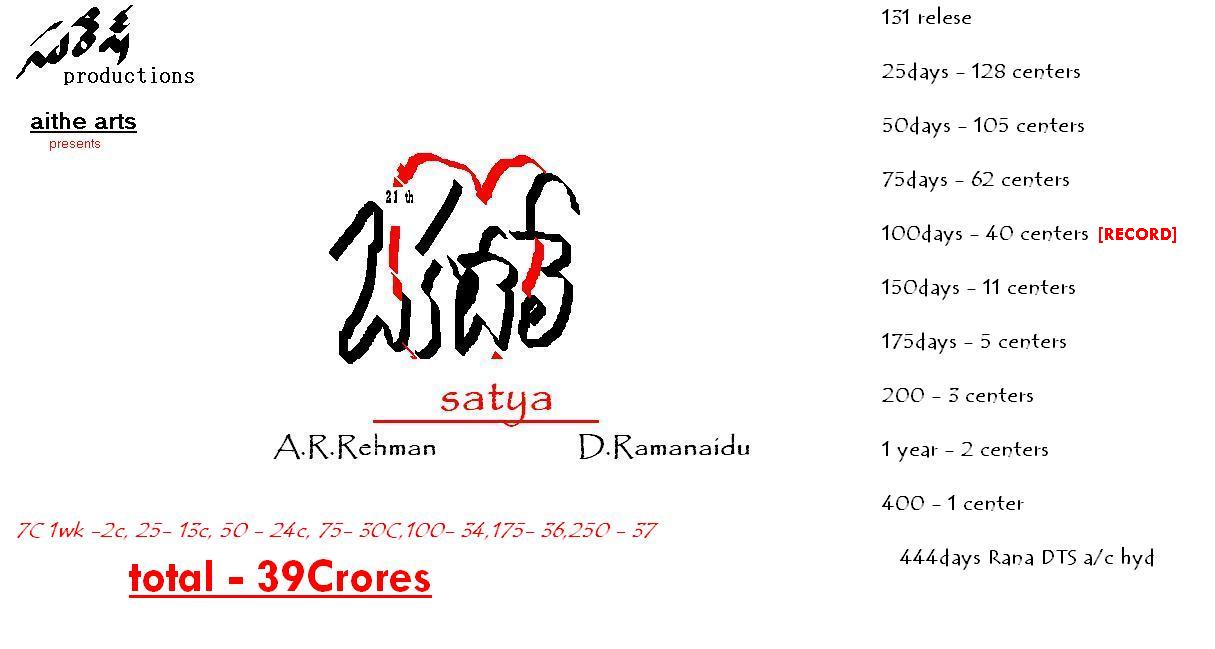 productions
aithe arts
presents
21 th
satya
A.R.Rehman D.Ramanaidu
7C 1wk -2c, 25- 13c, 50 - 24c, 75- 30C,100- 34,175- 36,250 - 37
total - 39Crores
131 relese
25days - 128 centers
50days - 105 centers
75days - 62 centers
100days - 40 centers [RECORD]
150days - 11 centers
175days - 5 centers
200 - 3 centers
1 year - 2 centers
400 - 1 center
444days Rana DTS a/c hyd